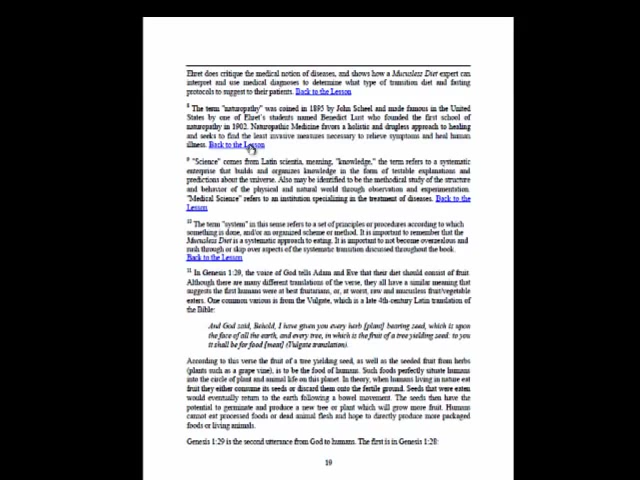 Ehret does critique the medical notion of diseases, and shows how a Mucusless Diet expert can
interpret and use medical diagnoses to determine what type of transition diet and fasting
protocols to suggest to their patients. Back to the Lesson
8 The term "naturopathy" was coined in 1895 by John Scheel and made famous in the United
States by one of Ehret's students named Benedict Lust who founded the first school of
naturopathy in 1902. Naturopathic Medicine favors a holistic and drugless approach to healing
and seeks to find the least invasive measures necessary to relieve symptoms and heal human
illness. Back to the Lesson
9 "Science" comes from Latin scientia, meaning, "knowledge," the term refers to a systematic
enterprise that builds and organizes knowledge in the form of testable explanations and
predictions about the universe. Also may be identified to be the methodical study of the structure
and behavior of the physical and natural world through observation and experimentation.
"Medical Science" refers to an institution specializing in the treatment of diseases. Back to the
Lesson
10 The term "system" in this sense refers to a set of principles or procedures according to which
something is done, and/or an organized scheme or method. It is important to remember that the
Mucusless Diet is a systematic approach to eating. It is important to not become overzealous and
rush through or skip over aspects of the systematic transition discussed throughout the book.
Back to the Lesson
11 In Genesis 1:29, the voice of God tells Adam and Eve that their diet should consist of fruit.
Although there are many different translations of the verse, they all have a similar meaning that
suggests the first humans were at best fruitarians, or, at worst, raw and mucusless fruit/vegetable
eaters. One common various is from the Vulgate, which is a late 4th-century Latin translation of
the Bible:
And God said, Behold, I have given you every herb [plant] bearing seed, which is upon
the face of all the earth, and every tree, in which is the fruit of a tree yielding seed: to you
it shall be for food [meat] (Vulgate translation).
According to this verse the fruit of a tree yielding seed, as well as the seeded fruit from herbs
(plants such as a grape vine), is to be the food of humans. Such foods perfectly situate humans
into the circle of plant and animal life on this planet. In theory, when humans living in nature eat
fruit they either consume its seeds or discard them onto the fertile ground. Seeds that were eaten
would eventually return to the earth following a bowel movement. The seeds then have the
potential to germinate and produce a new tree or plant which will grow more fruit. Humans
cannot eat processed foods or dead animal flesh and hope to directly produce more packaged
foods or living animals.
Genesis 1:29 is the second utterance from God to humans. The first is in Genesis 1:28:
19